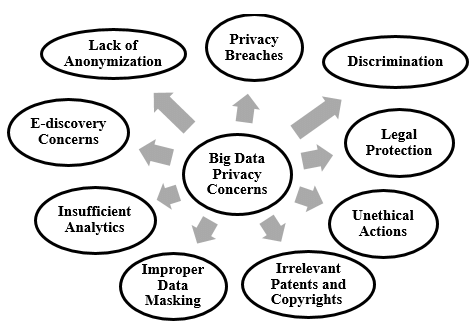 Privacy
Breaches
Lack of
Anonymization
Discrimination
E-discovery
Concerns
Legal
Protection
Big Data
Privacy
Concerns
Insufficient
Analytics
Unethical
Actions
Improper
Data
Masking
Irrelevant
Patents and
Copyrights